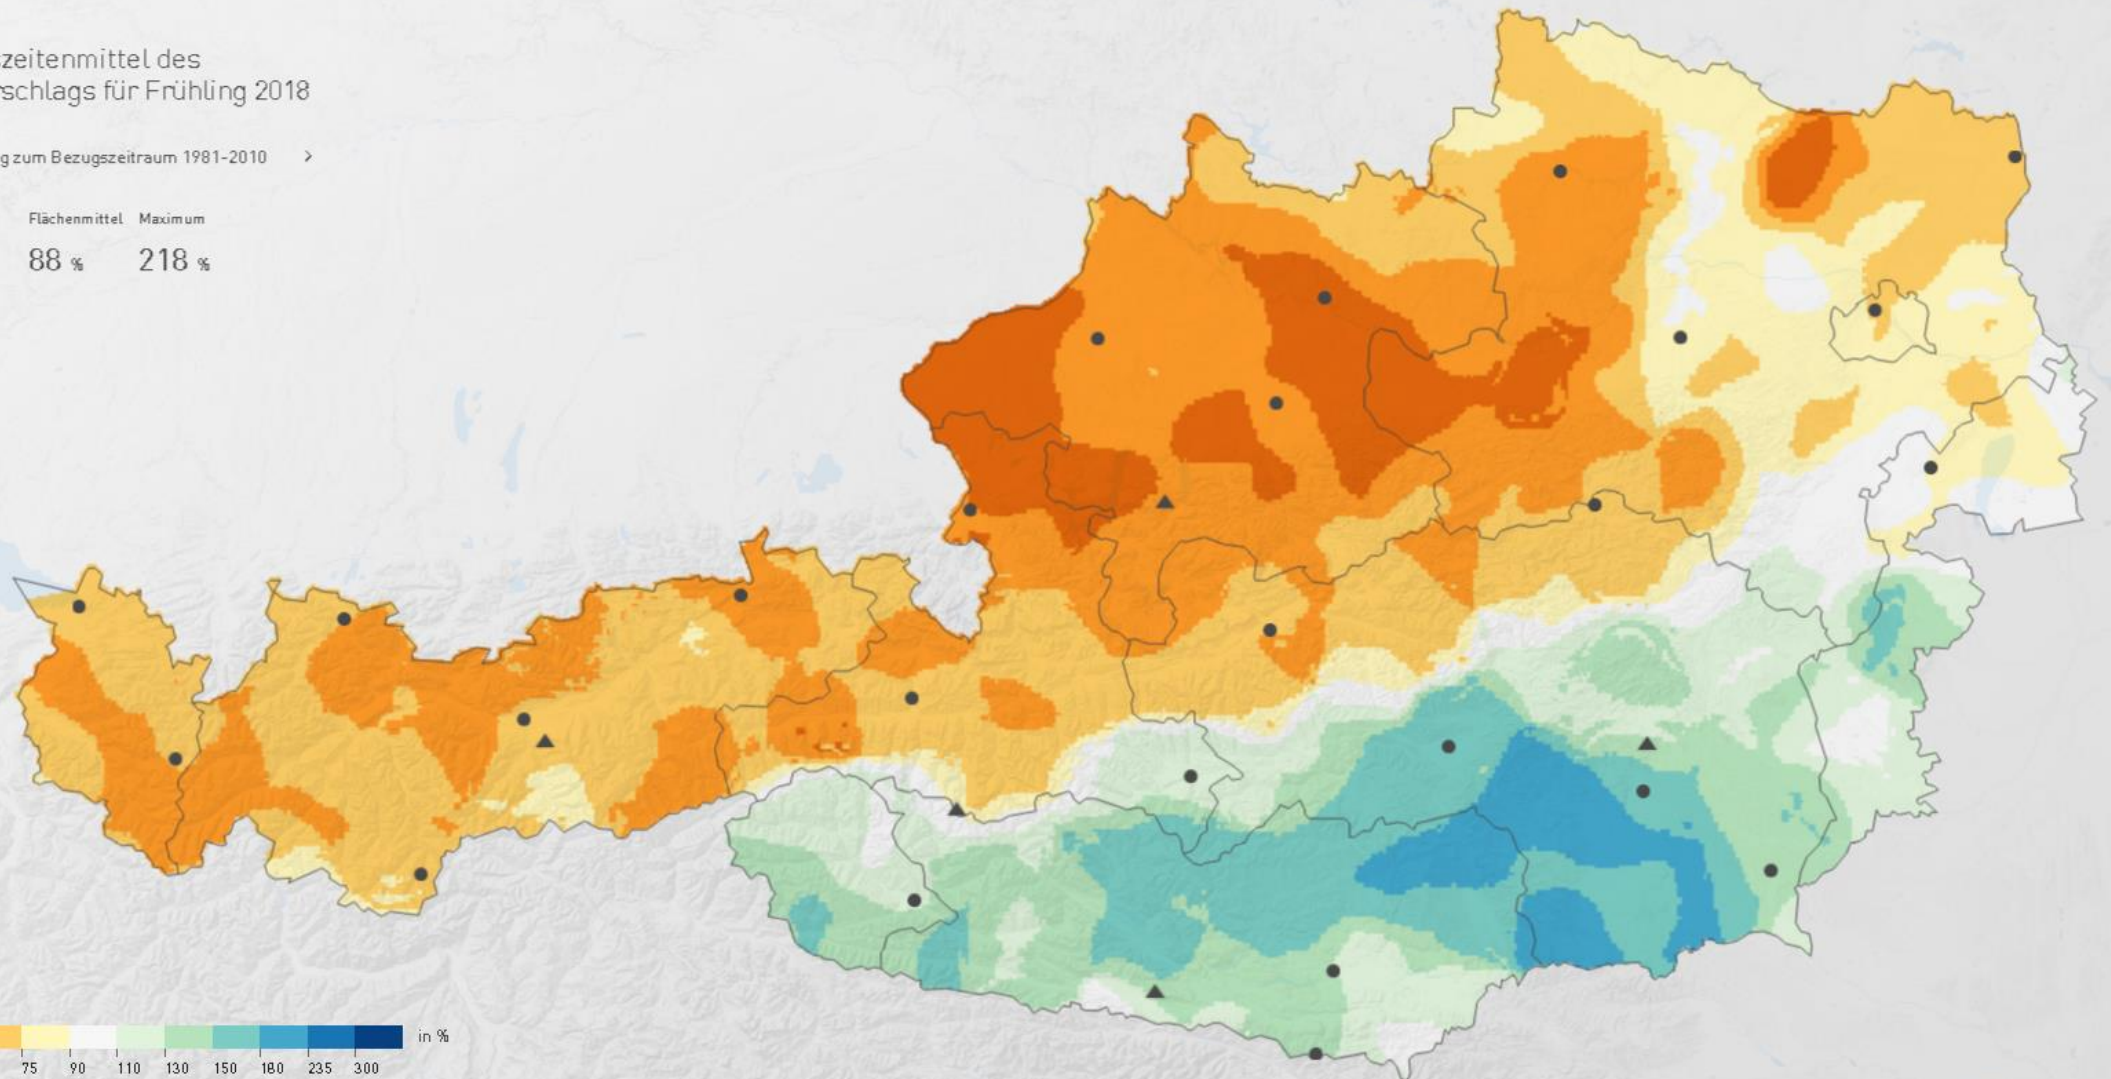 zeitenmittel des
rschlags für Frühling 2018
g zum Bezugszeitraum 1981-2010 >
Flächenmittel Maximum
88 % 218 %
in %
75 90 110 130 150 180 235 300